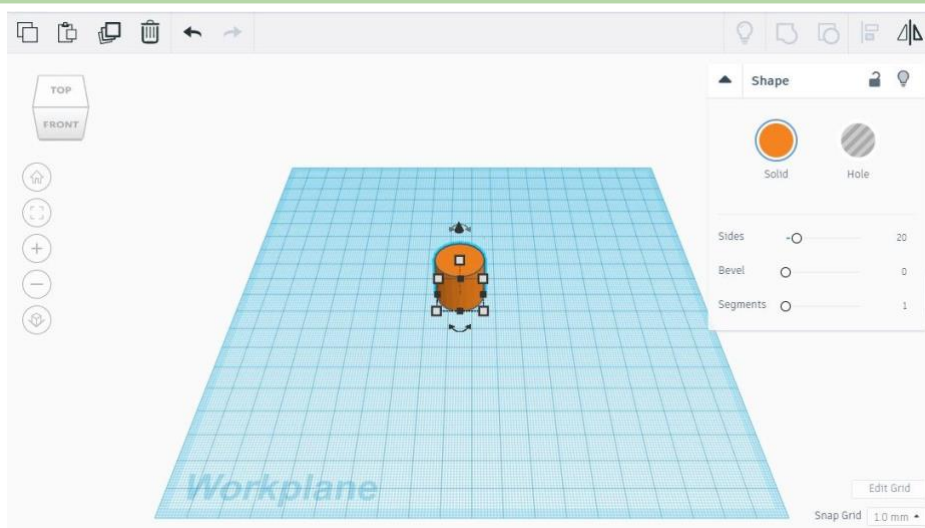 TOP
FRONT
Shape
Solid
Hole
Sides
20
Bevel
0
Segments
1
Workplane
Edit Grid
Snap Grid 1.0 mm